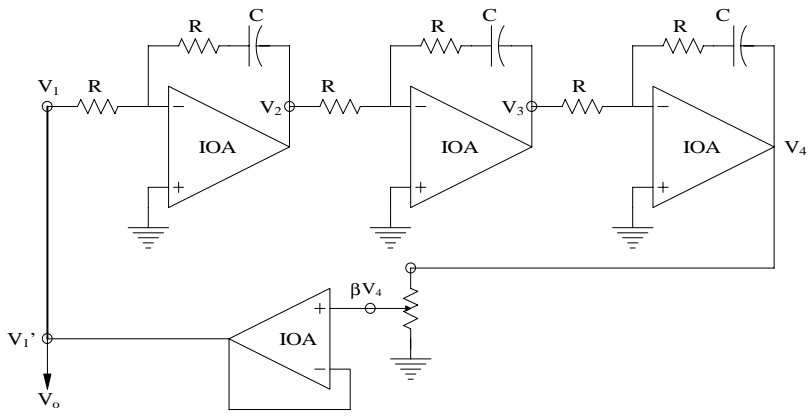 R C R C R C
V1 R V2 R V3 R
− − −
IOA IOA IOA V4
+ + +
βV4
+
V1' IOA
−
Vo